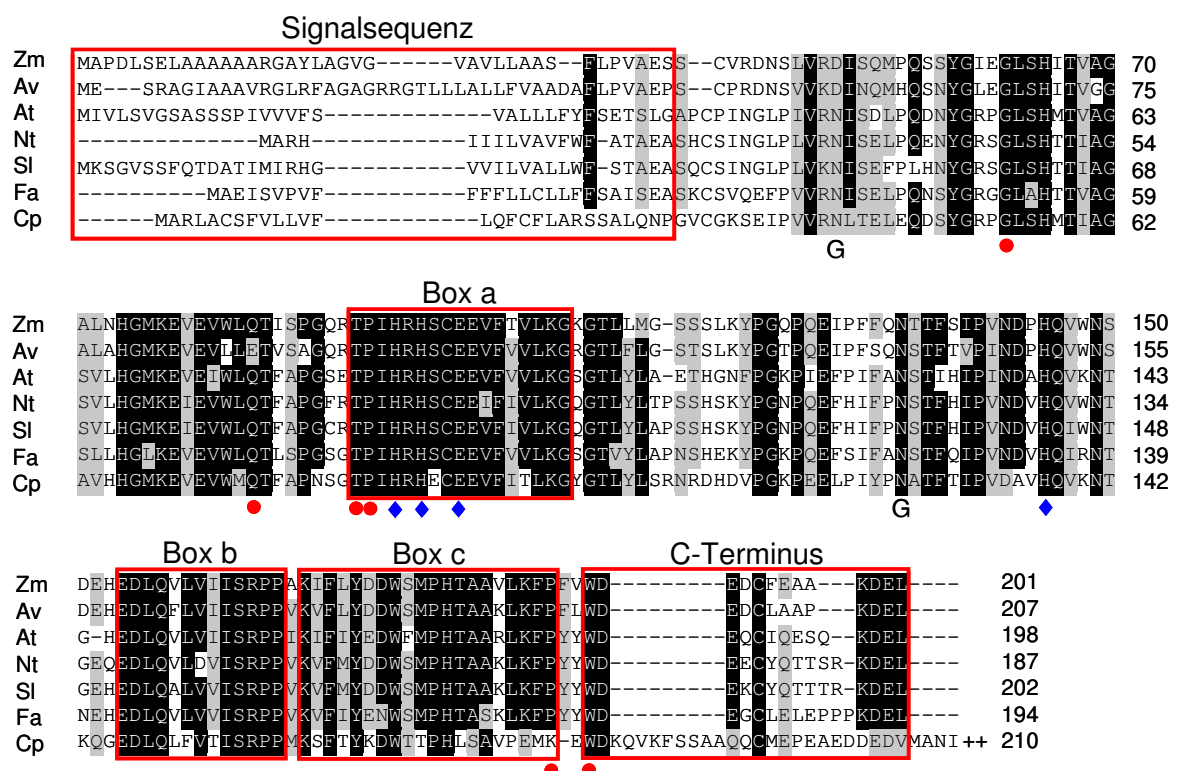 Signalsequenz
Zm MAPDLSELAAAAAARGAYLAGVG------VAVLLAAS--FLPVAESS--CVRDNSLVRDISQMPQSSYGIEGLSHITVAG 70
Av ME---SRAGIAAAVRGLRFAGAGRRGTLLLALLFVAADAFLPVAEPS--CPRDNSVVKDINQMHQSNYGLEGLSHITVGG 75
At MIVLSVGSASSSPIVVVFS-------------VALLLFYFSETSLGAPCPINGLPIVRNISDLPQDNYGRPGLSHMTVAG 63
Nt --------------MARH------------IIILVAVFWF-ATAEASHCSINGLPLVRNISELPQENYGRSGLSHTTIAG 54
Sl MKSGVSSFQTDATIMIRHG-----------VVILVALLWF-STAEASQCSINGLPLVKNISEFPLHNYGRSGLSHTTIAG 68
Fa ----------MAEISVPVF-----------FFFLLCLLFFSAISEASKCSVQEFPVVRNISELPQNSYGRGGLAHTTVAG 59
Cp ------MARLACSFVLLVF------------LQFCFLARSSALQNPGVCGKSEIPVVRNLTELEQDSYGRPGLSHMTIAG 62
G
Box a
Zm ALNHGMKEVEVWLQTISPGQRTPIHRHSCEEVFTVLKGKGTLLMG-SSSLKYPGQPQEIPFFQNTTFSIPVNDPHQVWNS 150
Av ALAHGMKEVEVLLETVSAGQRTPIHRHSCEEVFVVLKGRGTLFLG-STSLKYPGTPQEIPFSQNSTFTVPINDPHQVWNS 155
At SVLHGMKEVEIWLQTFAPGSETPIHRHSCEEVFVVLKGSGTLYLA-ETHGNFPGKPIEFPIFANSTIHIPINDAHQVKNT 143
Nt SVLHGMKEIEVWLQTFAPGFRTPIHRHSCEEIFIVLKGQGTLYLTPSSHSKYPGNPQEFHIFPNSTFHIPVNDVHQVKNT 134
Sl SVLHGMKEIEVWLQTFAPGCRTPIHRHSCEEVFIVLKGQGTLYLAPSSHSKYPGNPQEFHIFPNSTFHIPVNDVHQIWNT 148
Fa SLLHGLKEVEVWLQTLSPGSGTPIHRHSCEEVFVVLKGSGTVYLAPNSHEKYPGKPQEFSIFANSTFQIPVNDVHQIRNT 139
Cp AVHHGMKEVEVWMQTFAPNSGTPIHRHECEEVFITLKGYGTLYLSRNRDHDVPGKPEELPIYPNATFTIPVDAVHQVKNT 142
G
Box b Box c C-Terminus
Zm DEHEDLQVLVIISRPPAKIFLYDDWSMPHTAAVLKFPFVWD---------EDCFEAA---KDEL---- 201
Av DEHEDLQFLVIISRPPVKVFLYDDWSMPHTAAVLKFPFLWD---------EDCLAAP---KDEL---- 207
At G-HEDLQVLVIISRPPIKIFIYEDWFMPHTAARLKFPYYWD---------EQCIQESQ--KDEL---- 198
Nt GEQEDLQVLDVISRPPVKVFMYDDWSMPHTAAKLKFPYYWD---------EECYQTTSR-KDEL---- 187
Sl GEHEDLQALVVISRPPVKVFMYDDWSMPHTAAKLKFPYYWD---------EKCYQTTTR-KDEL---- 202
Fa NEHEDLQVLVVISRPPVKVFIYENWSMPHTASKLKFPYYWD---------EGCLELEPPPKDEL---- 194
Cp KQGEDLQLFVTISRPPMKSFTYKDWTTPHLSAVPEMK-EWDKQVKFSSAAQQCMEPEAEDDEDVMANI++ 210